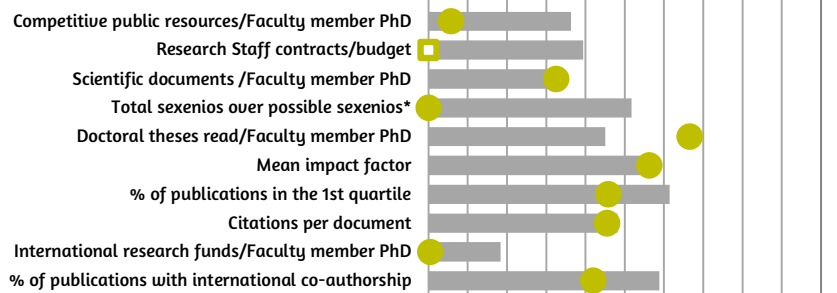 Competitive public resources/Faculty member PhD
Research Staff contracts/budget
Scientific documents /Faculty member PhD
Total sexenios over possible sexenios*
Doctoral theses read/Faculty member PhD
Mean impact factor
% of publications in the 1st quartile
Citations per document
International research funds/Faculty member PhD
% of publications with international co-authorship